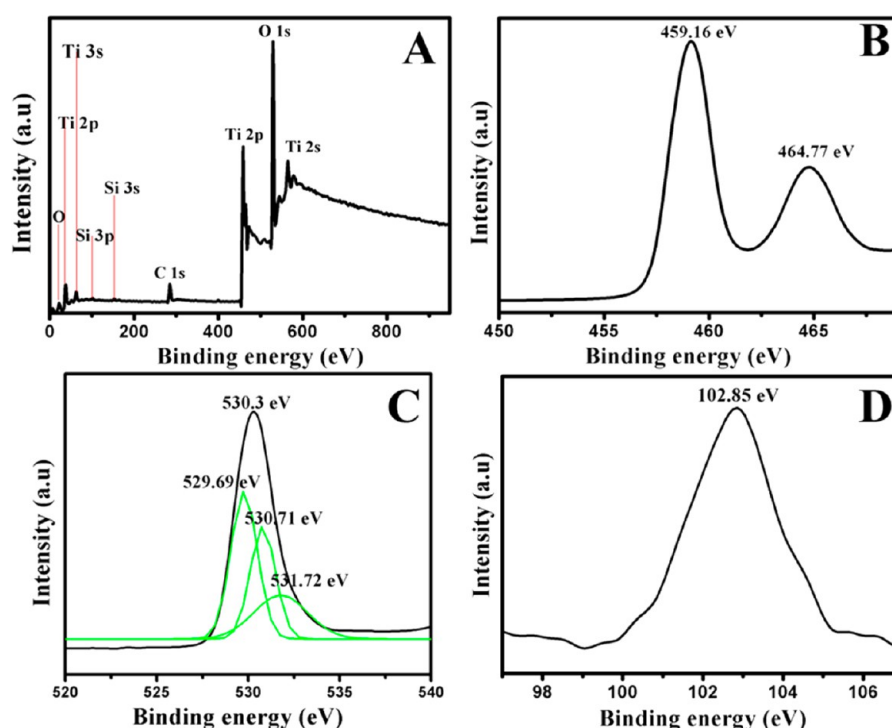 A
Ti 3s
O 1s
Ti 2p
Ti 2p
Ti 2s
Si 3s
O
Si 3p
C 1s
Intensity (a.u)
0 200 400 600 800
Binding energy (eV)
B
459.16 eV
464.77 eV
Intensity (a.u)
450 455 460 465
Binding energy (eV)
C
530.3 eV
529.69 eV
530.71 eV
531.72 eV
Intensity (a.u)
520 525 530 535 540
Binding energy (eV)
D
102.85 eV
Intensity (a.u)
98 100 102 104 106
Binding energy (eV)